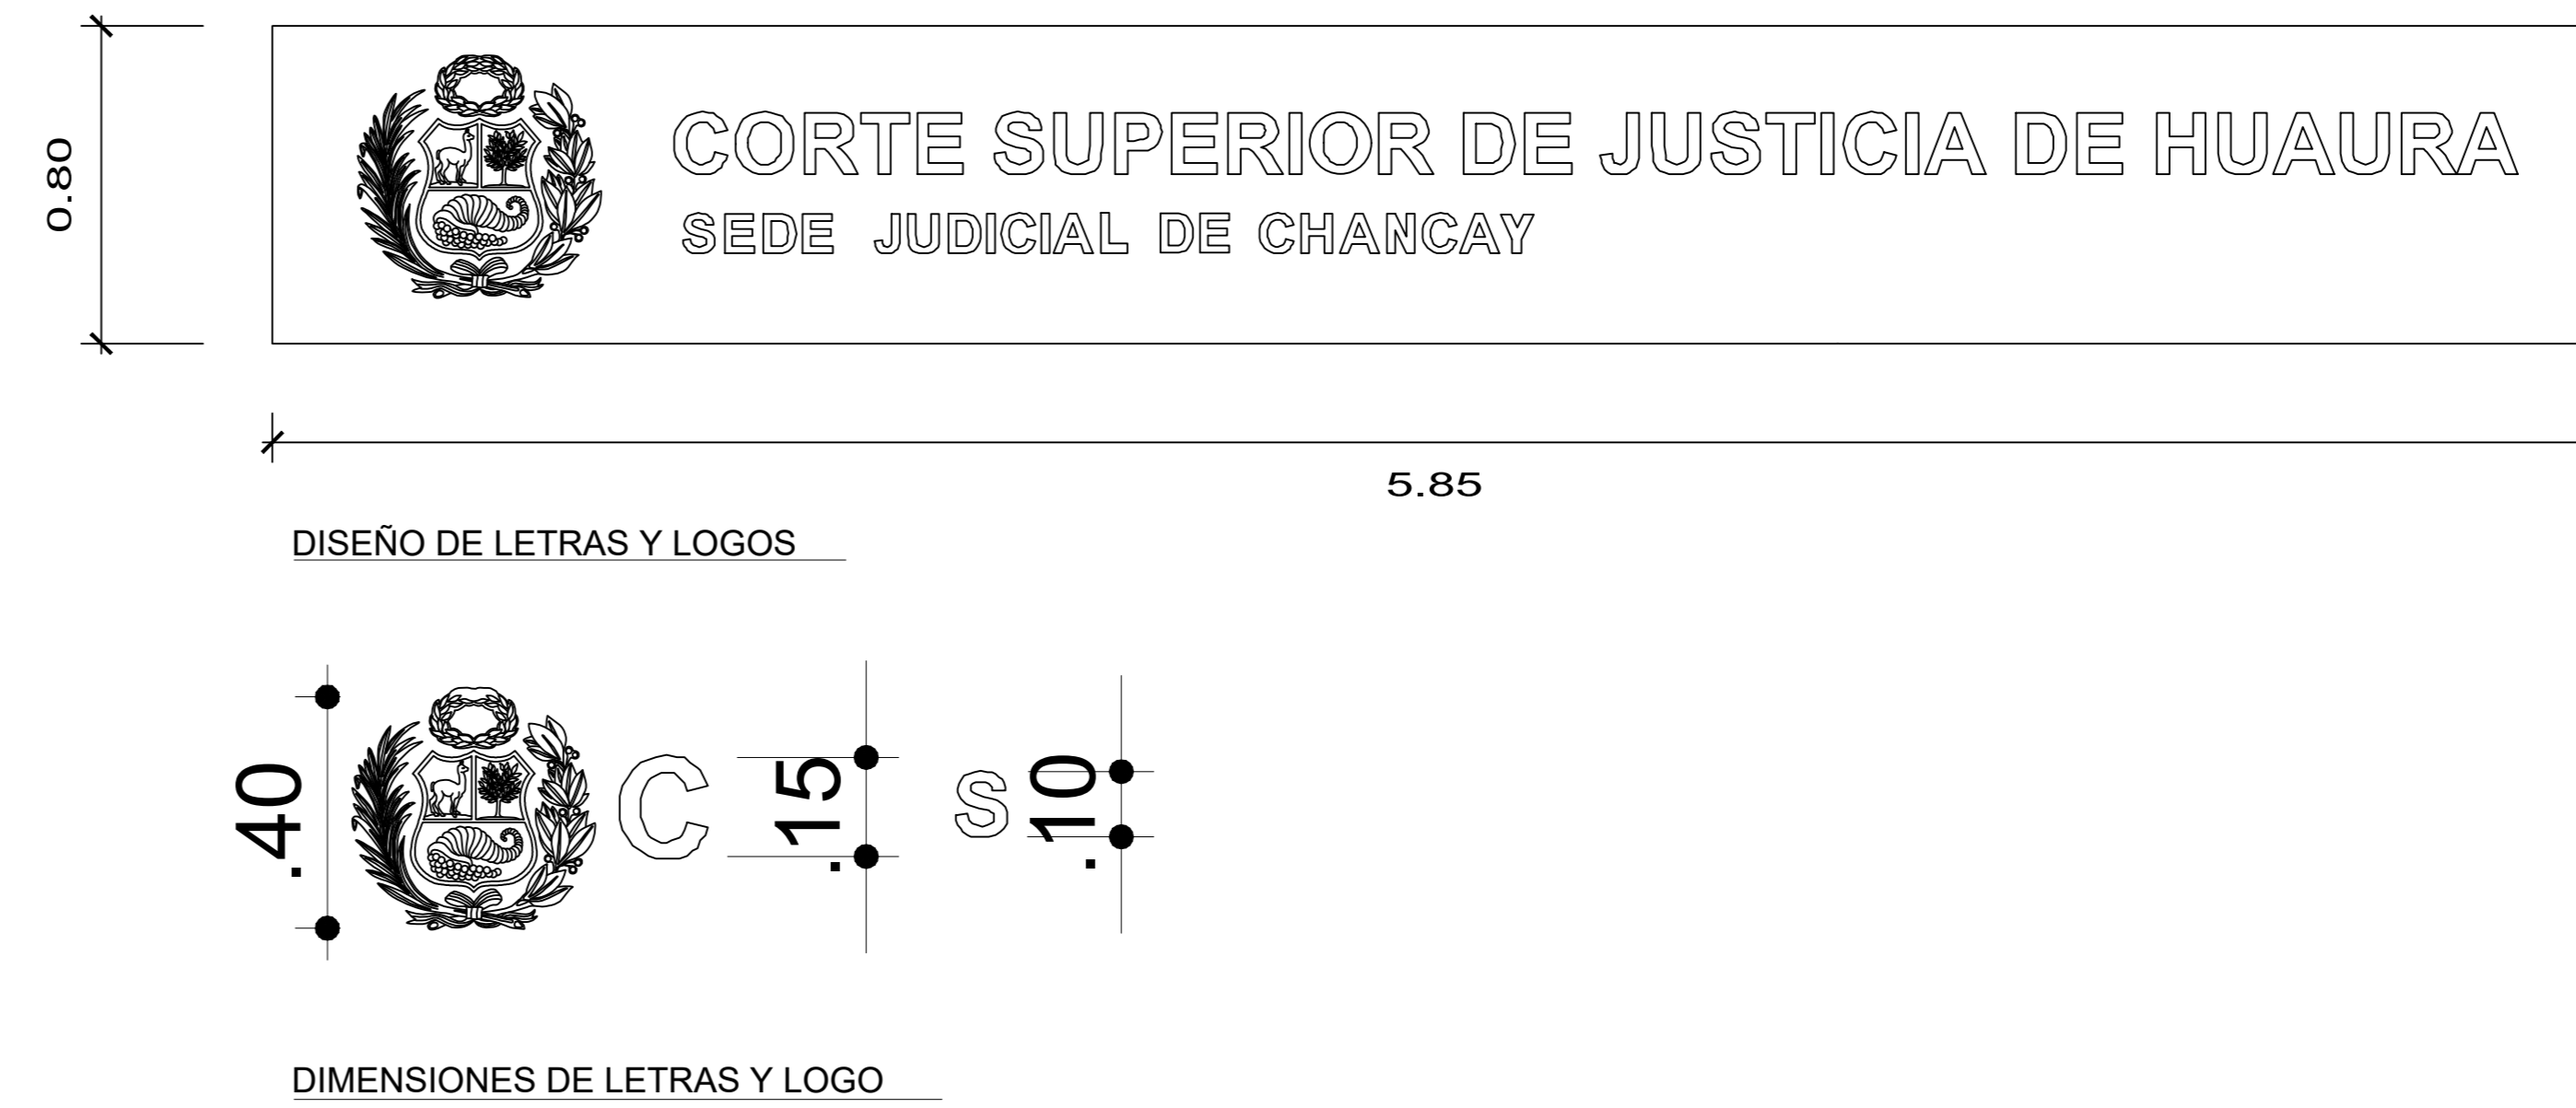 0.80
CORTE SUPERIOR DE JUSTICIA DE HUAURA
SEDE JUDICIAL DE CHANCAY
5.85
DISEÑO DE LETRAS Y LOGOS
.40
C
.15
S
.10
DIMENSIONES DE LETRAS Y LOGO